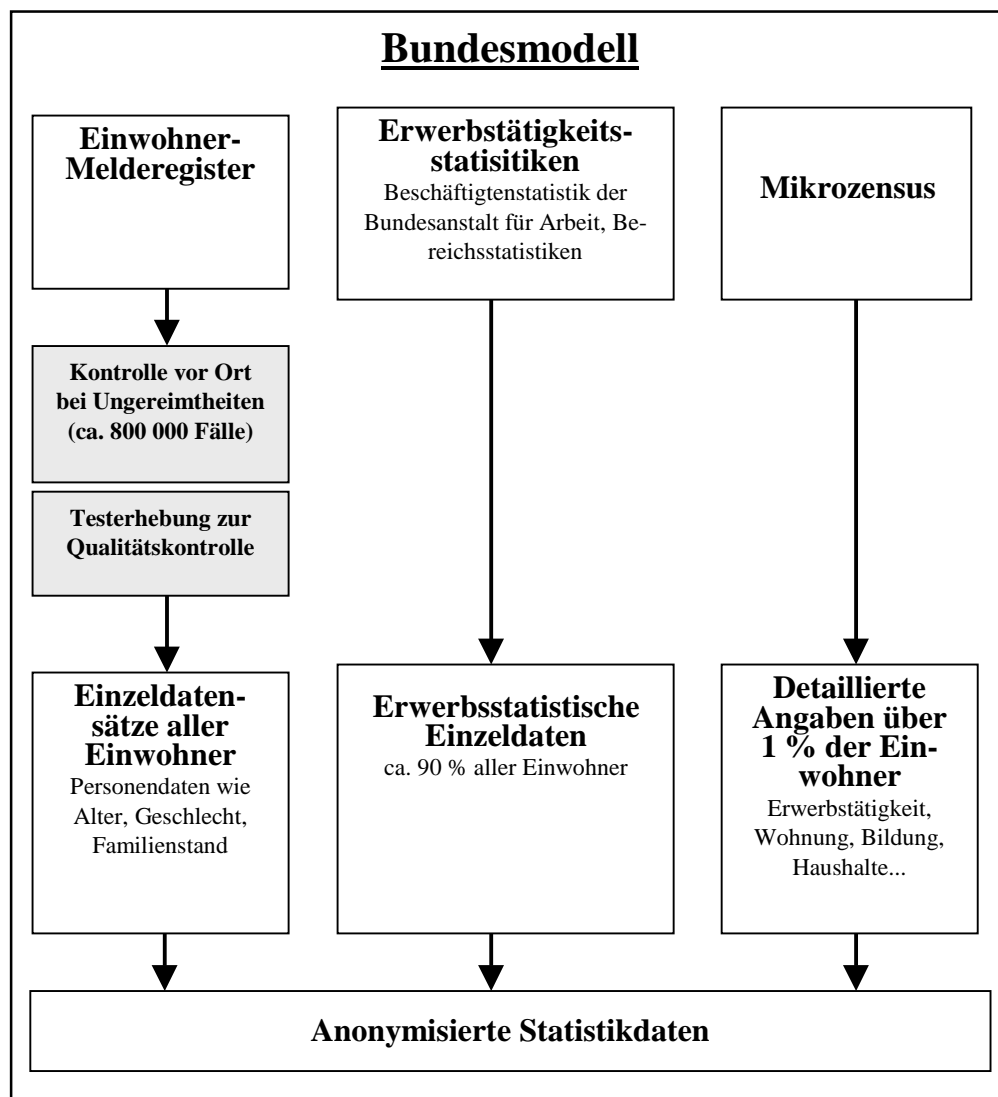 Bundesmodell
Einwohner-
Melderegister
Erwerbstätigkeits-
statisitiken
Beschäftigtenstatistik der
Bundesanstalt für Arbeit, Be-
reichsstatistiken
Mikrozensus
Kontrolle vor Ort
bei Ungereimtheiten
(ca. 800 000 Fälle)
Testerhebung zur
Qualitätskontrolle
Einzeldaten-
sätze aller
Einwohner
Personendaten wie
Alter, Geschlecht,
Familienstand
Erwerbsstatistische
Einzeldaten
ca. 90 % aller Einwohner
Detaillierte
Angaben über
1 % der Ein-
wohner
Erwerbstätigkeit,
Wohnung, Bildung,
Haushalte...
Anonymisierte Statistikdaten